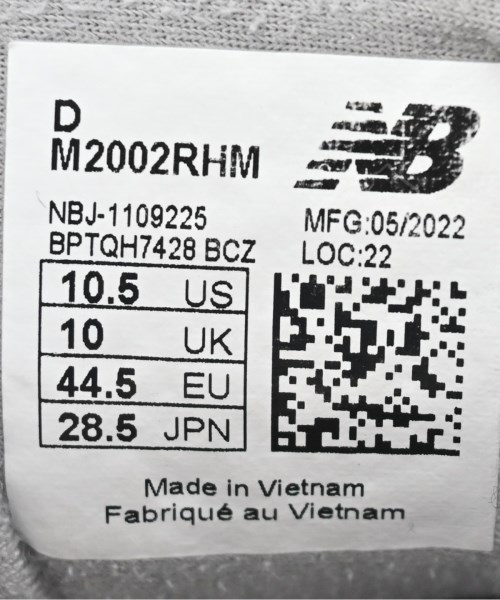 D
M2002RHM
NB
NBJ-1109225
BPTQH7428 BCZ
MFG:05/2022
LOC:22
10.5 US
10 UK
44.5 EU
28.5 JPN
Made in Vietnam
Fabriqué au Vietnam